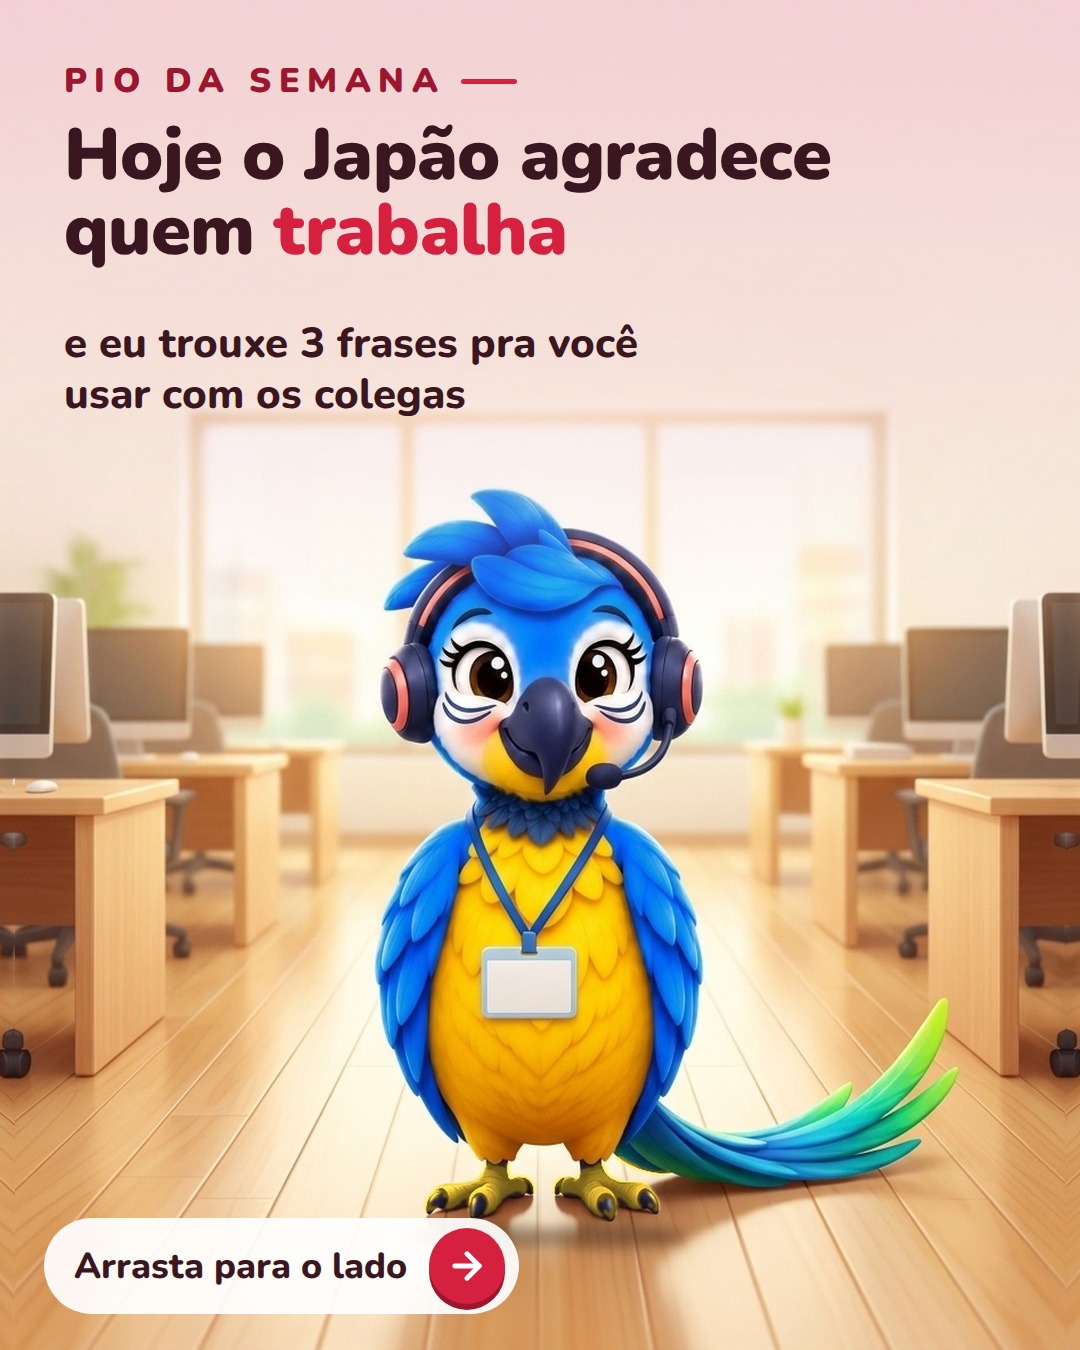 PIO DA SEMANA
Hoje o Japão agradece
quem trabalha
e eu trouxe 3 frases pra você
usar com os colegas
Arrasta para o lado